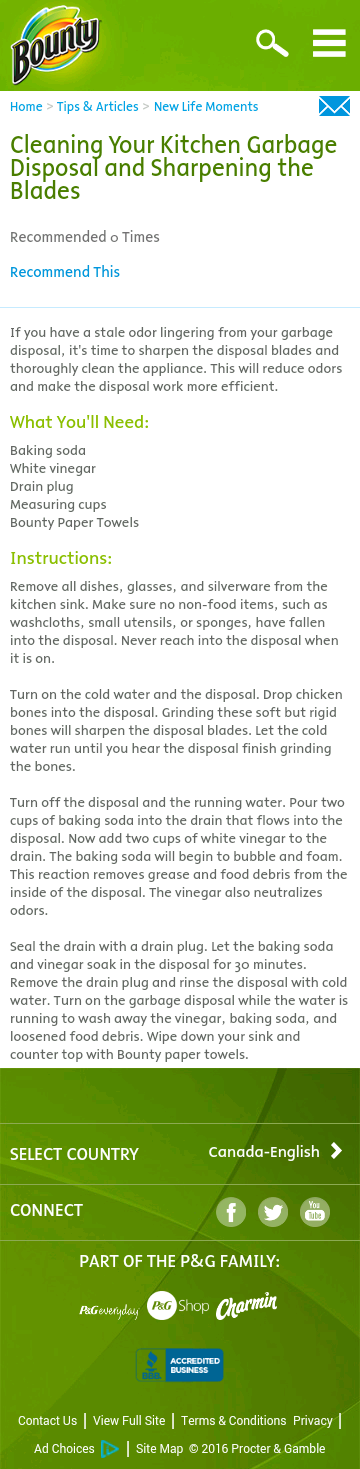 Bounty
Home > Tips & Articles > New Life Moments
Cleaning Your Kitchen Garbage
Disposal and Sharpening the
Blades
Recommended 0 Times
Recommend This
If you have a stale odor lingering from your garbage
disposal, it's time to sharpen the disposal blades and
thoroughly clean the appliance. This will reduce odors
and make the disposal work more efficient.
What You'll Need:
Baking soda
White vinegar
Drain plug
Measuring cups
Bounty Paper Towels
Instructions:
Remove all dishes, glasses, and silverware from the
kitchen sink. Make sure no non-food items, such as
washcloths, small utensils, or sponges, have fallen
into the disposal. Never reach into the disposal when
it is on.
Turn on the cold water and the disposal. Drop chicken
bones into the disposal. Grinding these soft but rigid
bones will sharpen the disposal blades. Let the cold
water run until you hear the disposal finish grinding
the bones.
Turn off the disposal and the running water. Pour two
cups of baking soda into the drain that flows into the
disposal. Now add two cups of white vinegar to the
drain. The baking soda will begin to bubble and foam.
This reaction removes grease and food debris from the
inside of the disposal. The vinegar also neutralizes
odors.
Seal the drain with a drain plug. Let the baking soda
and vinegar soak in the disposal for 30 minutes.
Remove the drain plug and rinse the disposal with cold
water. Turn on the garbage disposal while the water is
running to wash away the vinegar, baking soda, and
loosened food debris. Wipe down your sink and
counter top with Bounty paper towels.
SELECT COUNTRY Canada-English
CONNECT f You Tube
PART OF THE P&G FAMILY:
P&G everyday P&G Shop Charmin
BBB ACCREDITED BUSINESS
Contact Us | View Full Site | Terms & Conditions Privacy |
Ad Choices | Site Map © 2016 Procter & Gamble